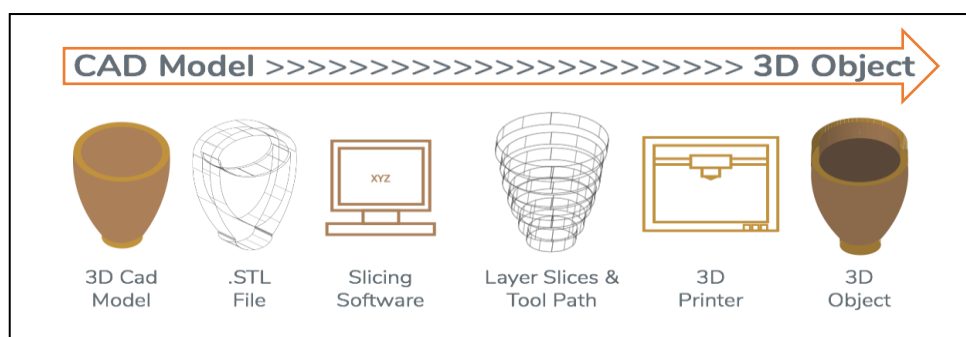 CAD Model >>>>>>>>>>>>>>>>>>>>>>> 3D Object
XYZ
3D Cad
Model
.STL
File
Slicing
Software
Layer Slices &
Tool Path
3D
Printer
3D
Object